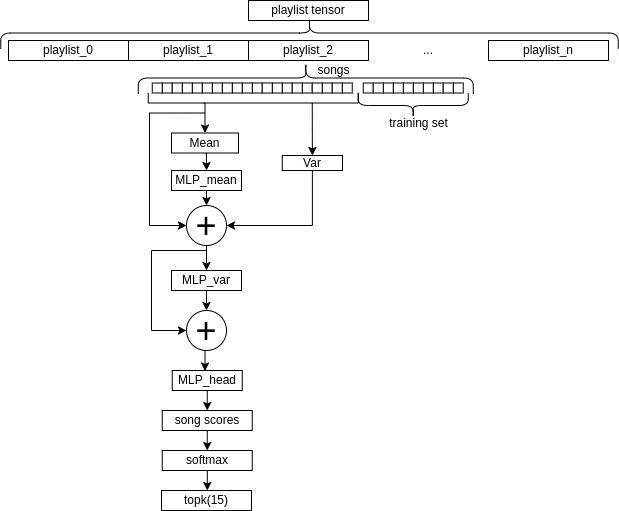 playlist tensor
playlist_0
playlist_1
playlist_2
...
playlist_n
songs
training set
Mean
Var
MLP_mean
+
MLP_var
+
MLP_head
song scores
softmax
topk(15)